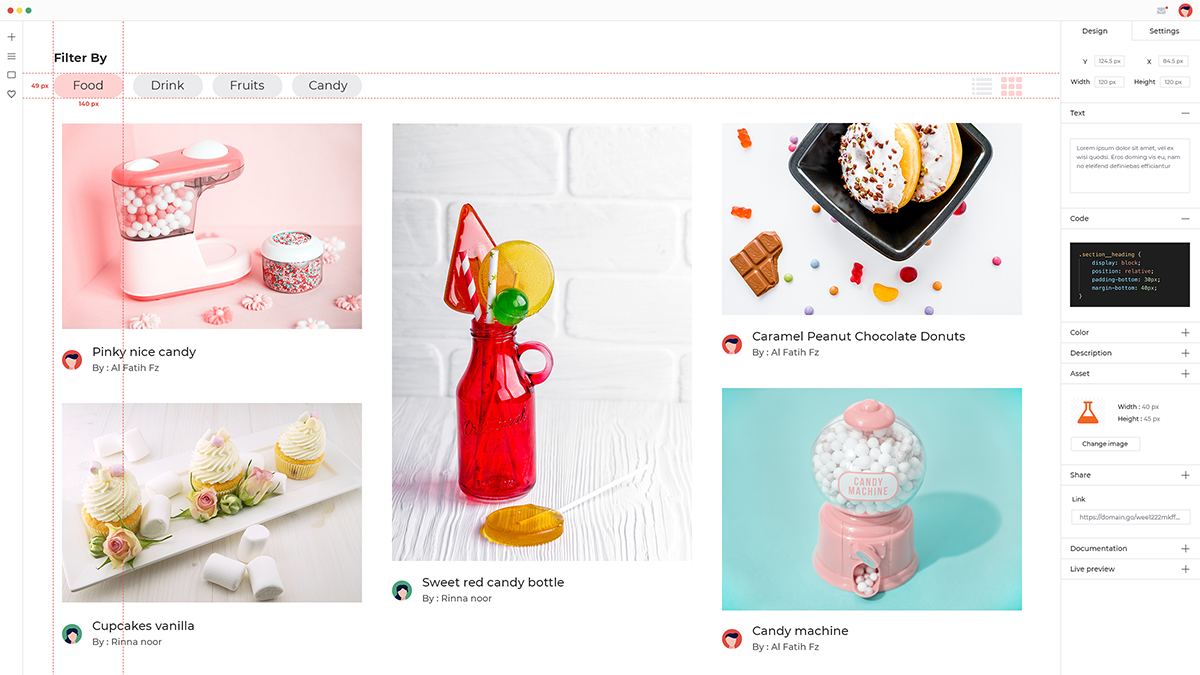 Design
Settings
Filter By
Y
124.5 px
X
84.5 px
49 px
Food
Drink
Fruits
Candy
Width
120 px
Height
120 px
140 px
Text
Lorem ipsum dolor sit amet, vel ex
wisi quodsi. Eros doming vis eu, nam
no eleifend definiebas efficiantur
Code
.section__heading {
display: block;
position: relative;
padding-bottom: 30px;
margin-bottom: 40px;
}
Color
Description
Asset
Width : 40 px
Height : 45 px
Change image
Share
Link
https://domain.go/wee1222mkff...
Documentation
Live preview
Pinky nice candy
By : Al Fatih Fz
Caramel Peanut Chocolate Donuts
By : Al Fatih Fz
CANDY
MACHINE
Sweet red candy bottle
By : Rinna noor
Cupcakes vanilla
By : Rinna noor
Candy machine
By : Al Fatih Fz